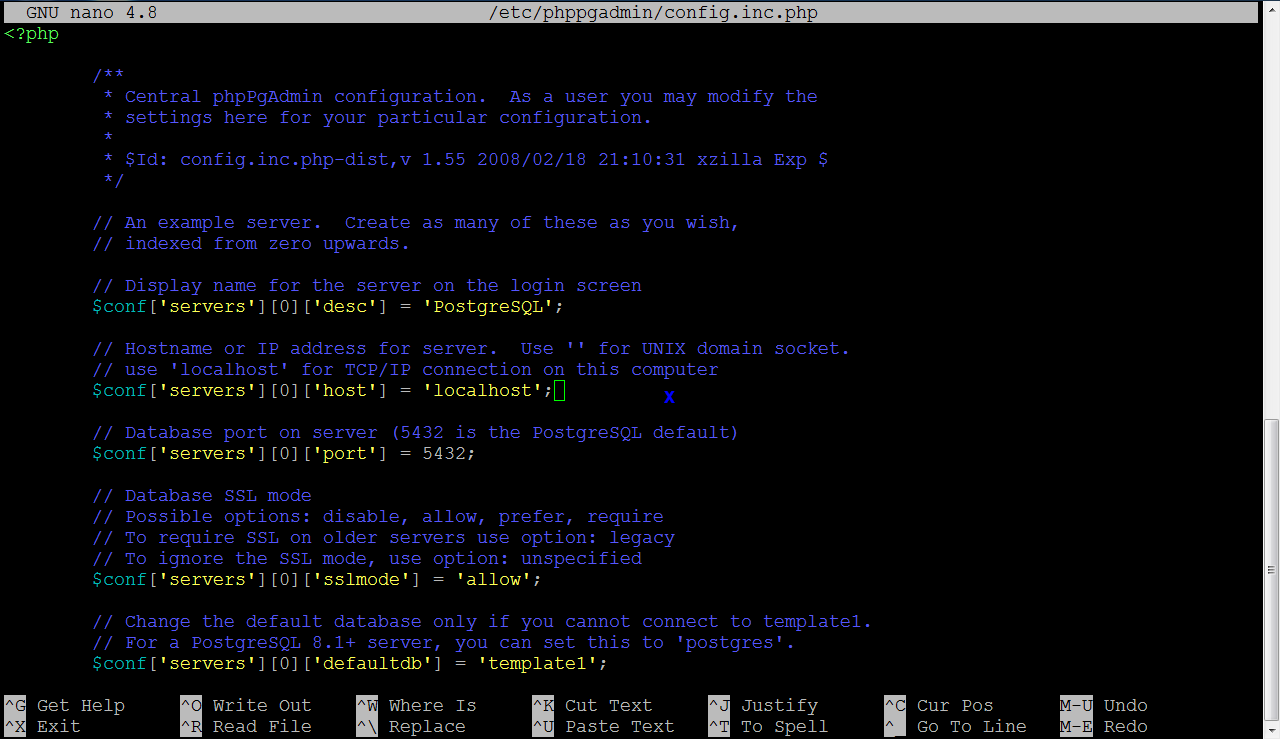 GNU nano 4.8 /etc/phppgadmin/config.inc.php
<?php
/**
* Central phpPgAdmin configuration.  As a user you may modify the
* settings here for your particular configuration.
*
* $Id: config.inc.php-dist,v 1.55 2008/02/18 21:10:31 xzilla Exp $
*/
// An example server.  Create as many of these as you wish,
// indexed from zero upwards.
// Display name for the server on the login screen
$conf['servers'][0]['desc'] = 'PostgreSQL';
// Hostname or IP address for server.  Use '' for UNIX domain socket.
// use 'localhost' for TCP/IP connection on this computer
$conf['servers'][0]['host'] = 'localhost';
x
// Database port on server (5432 is the PostgreSQL default)
$conf['servers'][0]['port'] = 5432;
// Database SSL mode
// Possible options: disable, allow, prefer, require
// To require SSL on older servers use option: legacy
// To ignore the SSL mode, use option: unspecified
$conf['servers'][0]['sslmode'] = 'allow';
// Change the default database only if you cannot connect to template1.
// For a PostgreSQL 8.1+ server, you can set this to 'postgres'.
$conf['servers'][0]['defaultdb'] = 'template1';
^G Get Help ^O Write Out ^W Where Is ^K Cut Text ^J Justify ^C Cur Pos M-U Undo
^X Exit ^R Read File ^\ Replace ^U Paste Text ^T To Spell ^_ Go To Line M-E Redo